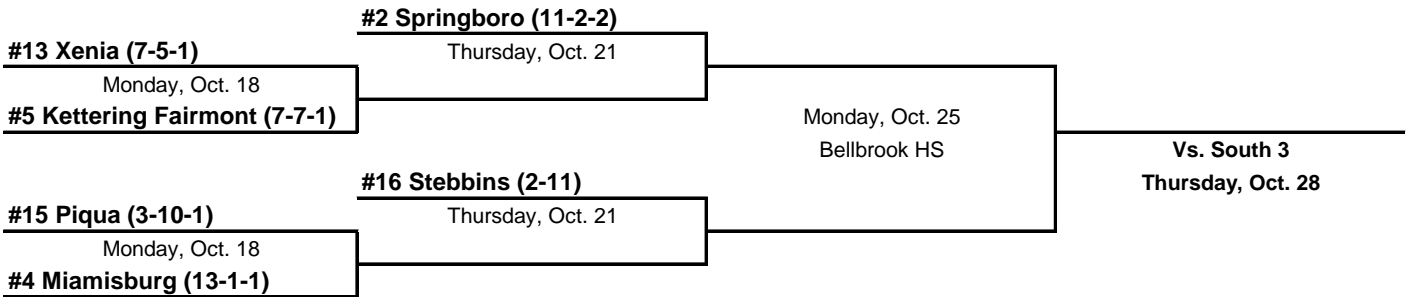 #2 Springboro (11-2-2)
#13 Xenia (7-5-1)
Thursday, Oct. 21
Monday, Oct. 18
#5 Kettering Fairmont (7-7-1)
Monday, Oct. 25
Bellbrook HS
Vs. South 3
Thursday, Oct. 28
#16 Stebbins (2-11)
#15 Piqua (3-10-1)
Thursday, Oct. 21
Monday, Oct. 18
#4 Miamisburg (13-1-1)